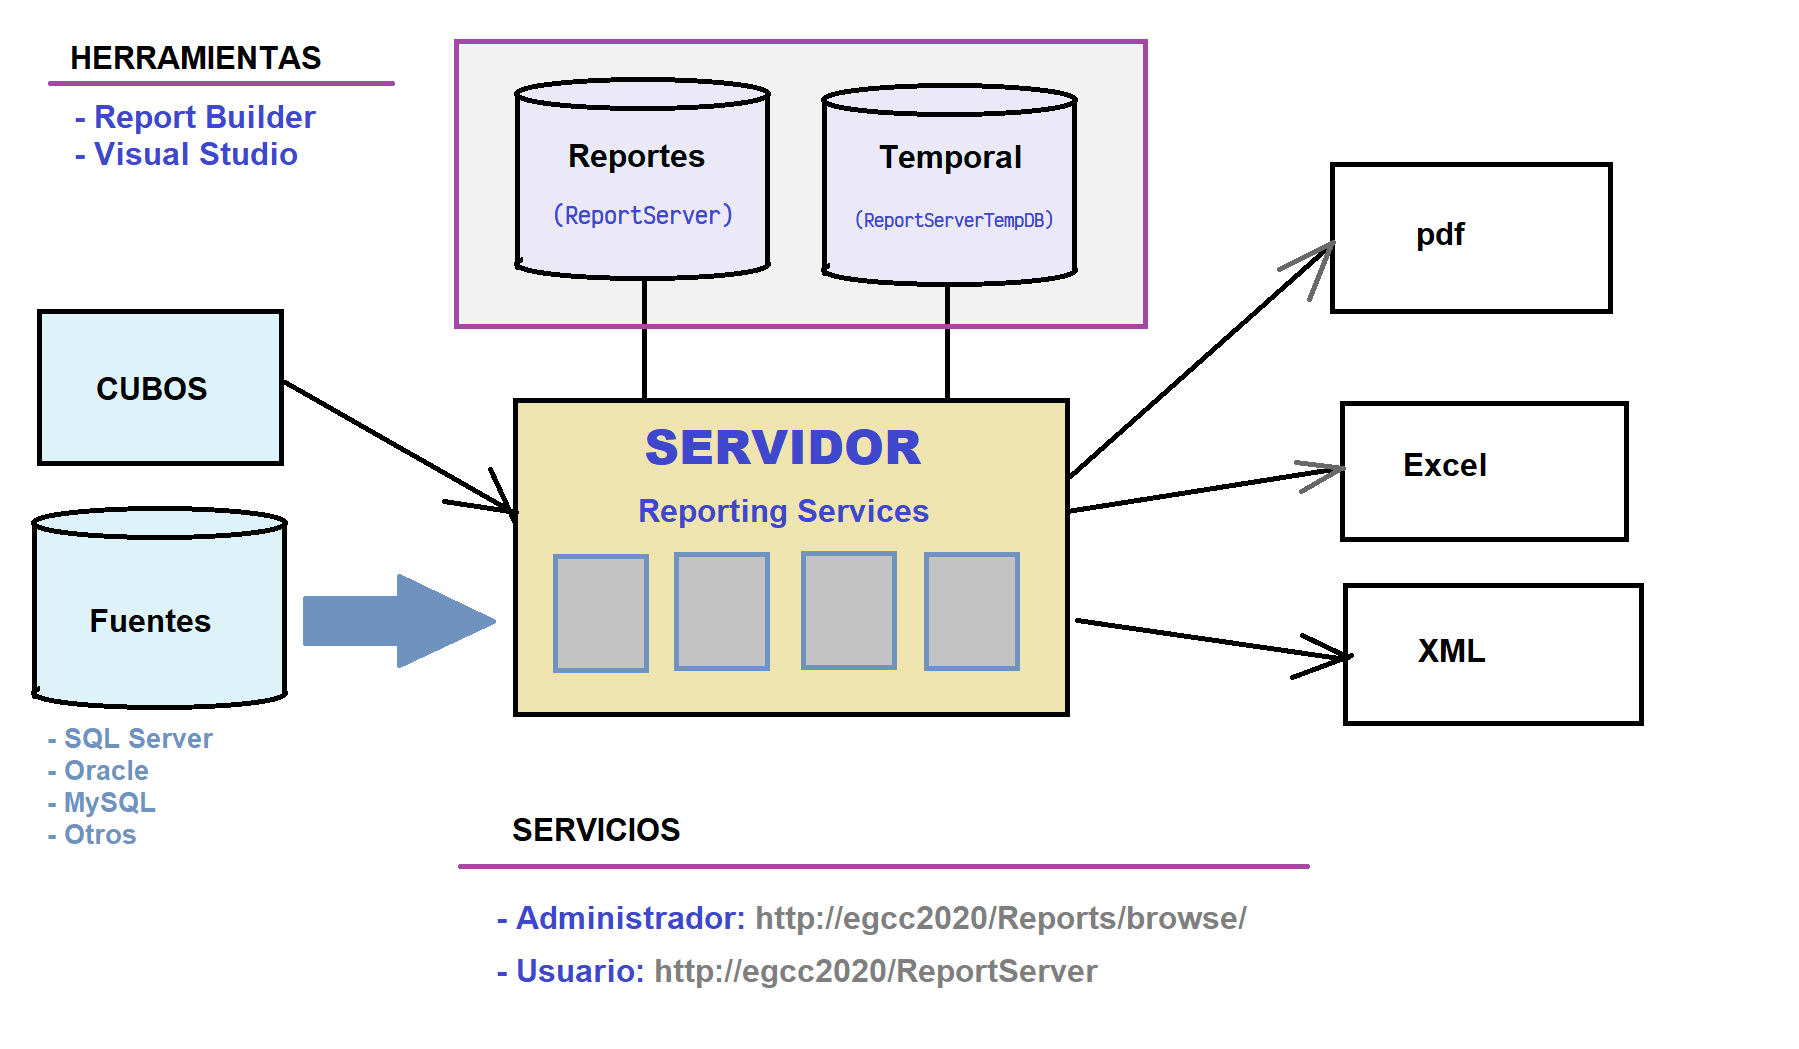 HERRAMIENTAS
- Report Builder
- Visual Studio
Reportes
(ReportServer)
Temporal
(ReportServerTempDB)
CUBOS
Fuentes
- SQL Server
- Oracle
- MySQL
- Otros
SERVIDOR
Reporting Services
pdf
Excel
XML
SERVICIOS
- Administrador: http://egcc2020/Reports/browse/
- Usuario: http://egcc2020/ReportServer